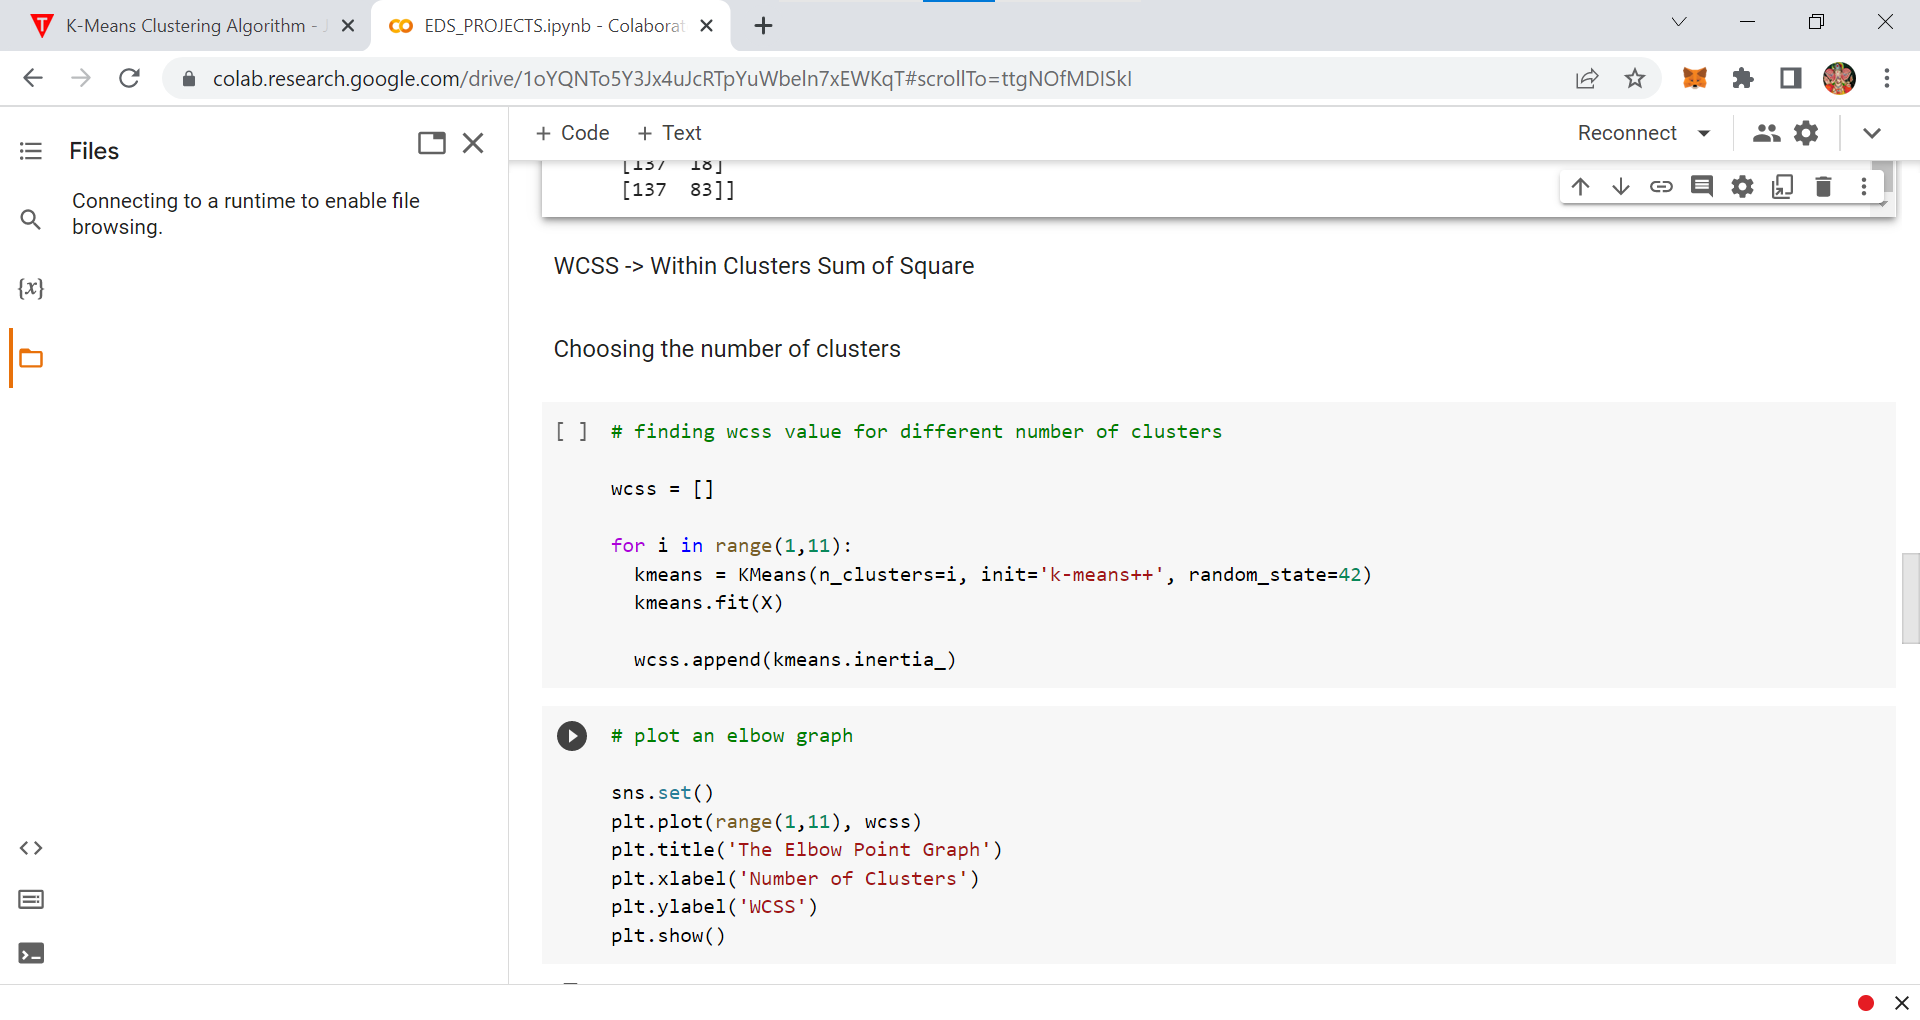 K-Means Clustering Algorithm -
EDS_PROJECTS.ipynb - Colaborat
colab.research.google.com/drive/1oYQNTo5Y3Jx4uJcRTpYuWbeln7xEWKqT#scrollTo=ttgNOfMDISkI
Files
Connecting to a runtime to enable file
browsing.
+ Code + Text
Reconnect
[137 18]
[137 83]]
WCSS -> Within Clusters Sum of Square
Choosing the number of clusters
[ ] # finding wcss value for different number of clusters
wcss = []
for i in range(1,11):
kmeans = KMeans(n_clusters=i, init='k-means++', random_state=42)
kmeans.fit(X)
wcss.append(kmeans.inertia_)
# plot an elbow graph
sns.set()
plt.plot(range(1,11), wcss)
plt.title('The Elbow Point Graph')
plt.xlabel('Number of Clusters')
plt.ylabel('WCSS')
plt.show()